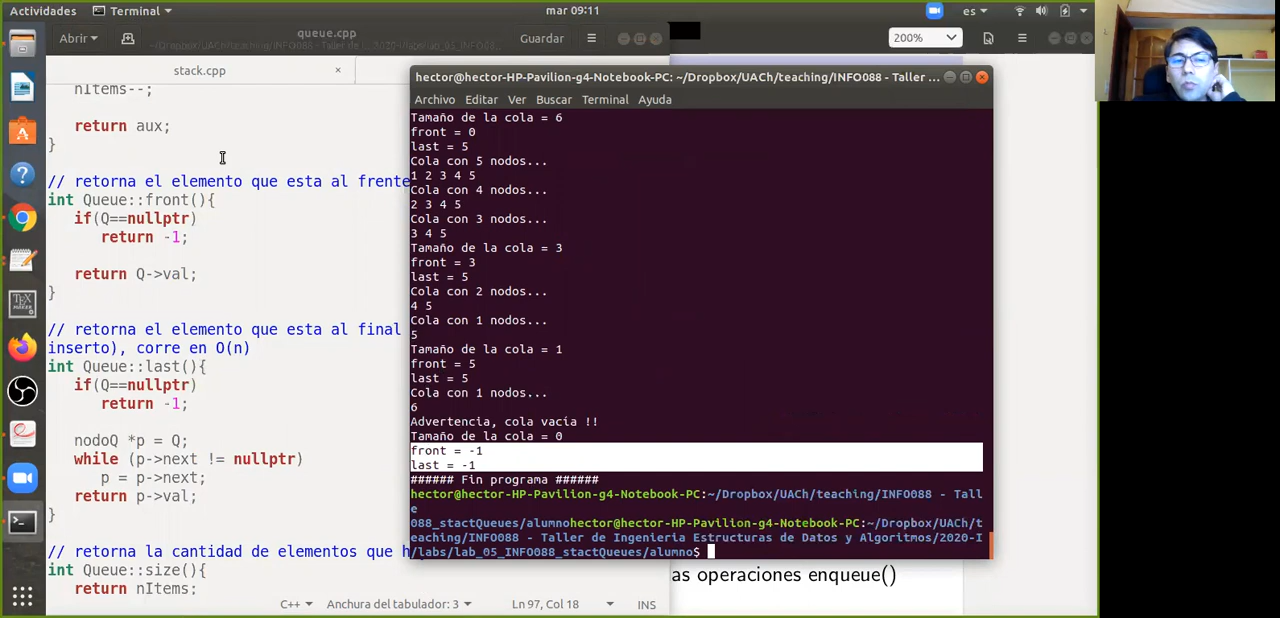 Actividades
Terminal
mar 09:11
es
Abrir
queue.cpp
Guardar
200%
stack.cpp
nItems--;
return aux;
}
// retorna el elemento que esta al frente
int Queue::front(){
if(Q==nullptr)
return -1;
return Q->val;
}
// retorna el elemento que esta al final
inserto), corre en O(n)
int Queue::last(){
if(Q==nullptr)
return -1;
nodoQ *p = Q;
while (p->next != nullptr)
p = p->next;
return p->val;
}
// retorna la cantidad de elementos que h
int Queue::size(){
return nItems;
C++
Anchura del tabulador: 3
Ln 97, Col 18
INS
hector@hector-HP-Pavilion-g4-Notebook-PC: ~/Dropbox/UACh/teaching/INFO088 - Taller ...
Archivo Editar Ver Buscar Terminal Ayuda
Tamaño de la cola = 6
front = 0
last = 5
Cola con 5 nodos...
1 2 3 4 5
Cola con 4 nodos...
2 3 4 5
Cola con 3 nodos...
3 4 5
Tamaño de la cola = 3
front = 3
last = 5
Cola con 2 nodos...
4 5
Cola con 1 nodos...
5
Tamaño de la cola = 1
front = 5
last = 5
Cola con 1 nodos...
6
Advertencia, cola vacía !!
Tamaño de la cola = 0
front = -1
last = -1
###### Fin programa ######
hector@hector-HP-Pavilion-g4-Notebook-PC:~/Dropbox/UACh/teaching/INFO088 - Tall
e
088_stactQueues/alumnohector@hector-HP-Pavilion-g4-Notebook-PC:~/Dropbox/UACh/t
eaching/INFO088 - Taller de Ingenieria Estructuras de Datos y Algoritmos/2020-I
/labs/lab_05_INFO088_stactQueues/alumno$
as operaciones enqueue()